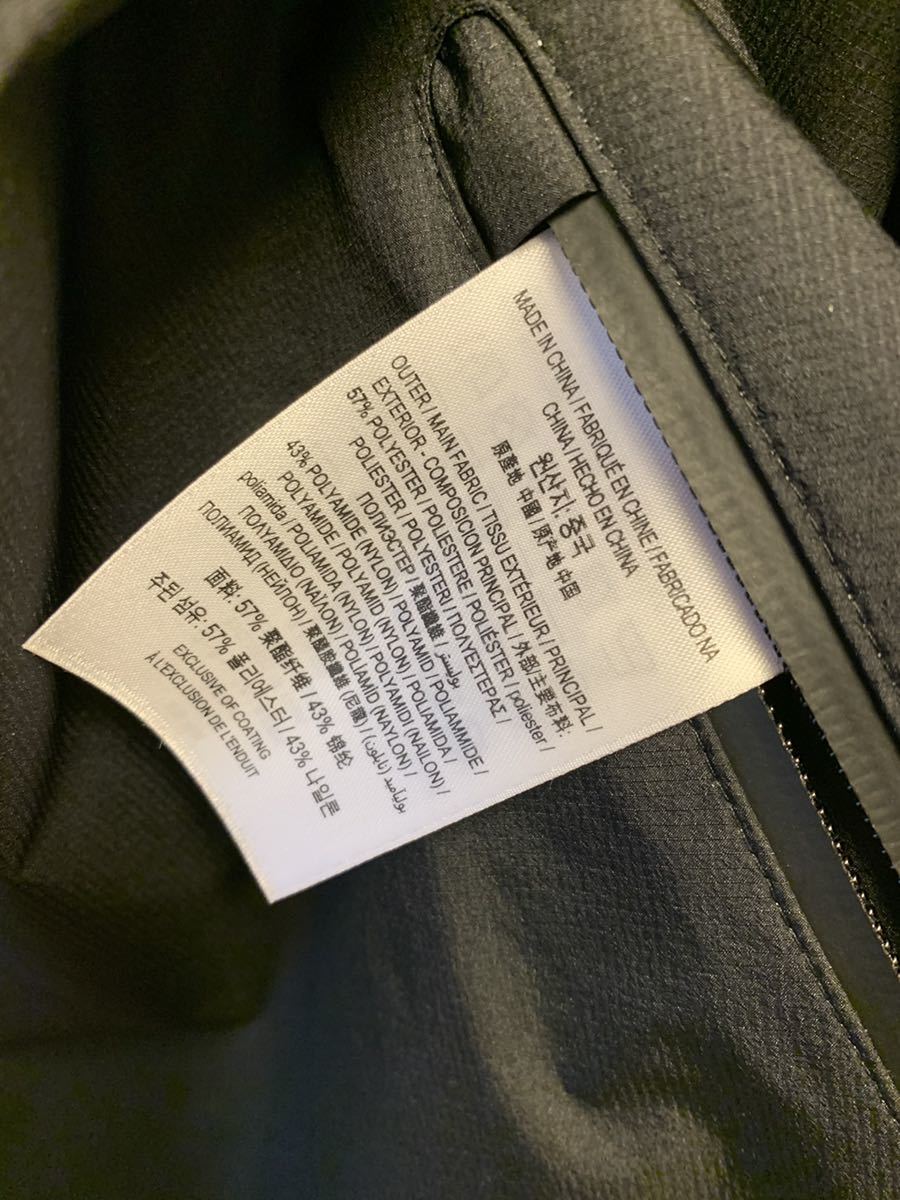 MADE IN CHINA / FABRIQUÉ EN CHINE / FABRICADO NA
CHINA / HECHO EN CHINA
원산지: 중국
原產地 中國 / 原产地 中国
OUTER / MAIN FABRIC / TISSU EXTÉRIEUR / PRINCIPAL /
EXTERIOR - COMPOSICION PRINCIPAL / 外部/主要布料:
57% POLYESTER / POLIESTERE / POLIÉSTER / poliester /
POLIESTER / POLYESTERI / ΠΟΛΥΕΣΤΕΡΑΣ /
ПОЛИЭСТЕР / 聚酯纖維 / بوليستر
43% POLYAMIDE (NYLON) / POLYAMID / POLIAMMIDE /
POLYAMIDE / POLYAMID (NYLON) / POLIAMIDA /
poliamida / POLIAMIDA (NYLON) / POLYAMIDI (NAILON) /
ΠΟΛΥΑΜΙΔΙΟ (ΝΑΪΛΟΝ) / POLIAMİD (NAYLON) /
ПОЛИАМИД (НЕЙЛОН) / 聚醯胺纖維 (尼龍) / بولياميد (نايلون)
面料: 57% 聚酯纤维 / 43% 锦纶
주된 섬유: 57% 폴리에스터 / 43% 나일론
EXCLUSIVE OF COATING
À L'EXCLUSION DE L'ENDUIT